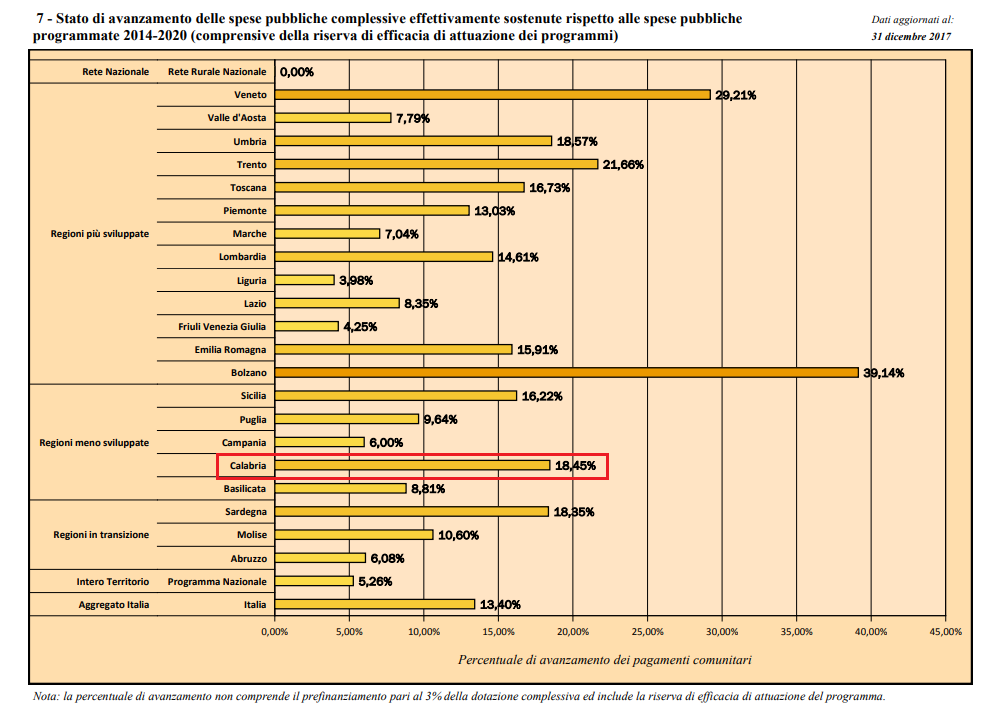 7 - Stato di avanzamento delle spese pubbliche complessive effettivamente sostenute rispetto alle spese pubbliche
programmate 2014-2020 (comprensive della riserva di efficacia di attuazione dei programmi)
Dati aggiornati al:
31 dicembre 2017
Rete Nazionale Rete Rurale Nazionale 0,00%
Veneto 29,21%
Valle d'Aosta 7,79%
Umbria 18,57%
Trento 21,66%
Toscana 16,73%
Piemonte 13,03%
Regioni più sviluppate Marche 7,04%
Lombardia 14,61%
Liguria 3,98%
Lazio 8,35%
Friuli Venezia Giulia 4,25%
Emilia Romagna 15,91%
Bolzano 39,14%
Sicilia 16,22%
Puglia 9,64%
Regioni meno sviluppate Campania 6,00%
Calabria 18,45%
Basilicata 8,81%
Sardegna 18,35%
Regioni in transizione Molise 10,60%
Abruzzo 6,08%
Intero Territorio Programma Nazionale 5,26%
Aggregato Italia Italia 13,40%
0,00% 5,00% 10,00% 15,00% 20,00% 25,00% 30,00% 35,00% 40,00% 45,00%
Percentuale di avanzamento dei pagamenti comunitari
Nota: la percentuale di avanzamento non comprende il prefinanziamento pari al 3% della dotazione complessiva ed include la riserva di efficacia di attuazione del programma.